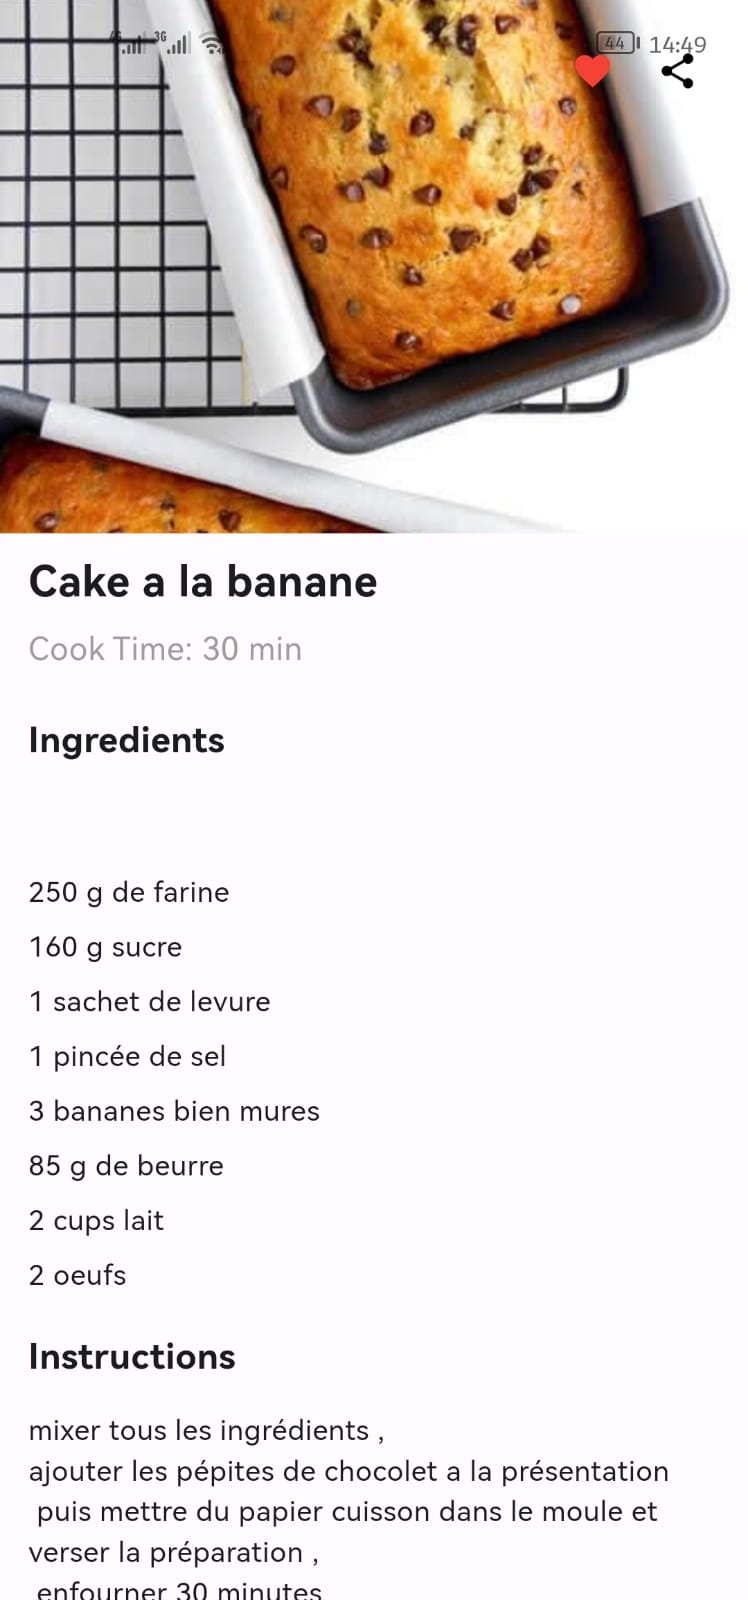 4G 3G 44 14:49
Cake a la banane
Cook Time: 30 min
Ingredients
250 g de farine
160 g sucre
1 sachet de levure
1 pincée de sel
3 bananes bien mures
85 g de beurre
2 cups lait
2 oeufs
Instructions
mixer tous les ingrédients ,
ajouter les pépites de chocolet a la présentation
puis mettre du papier cuisson dans le moule et
verser la préparation ,
enfourner 30 minutes